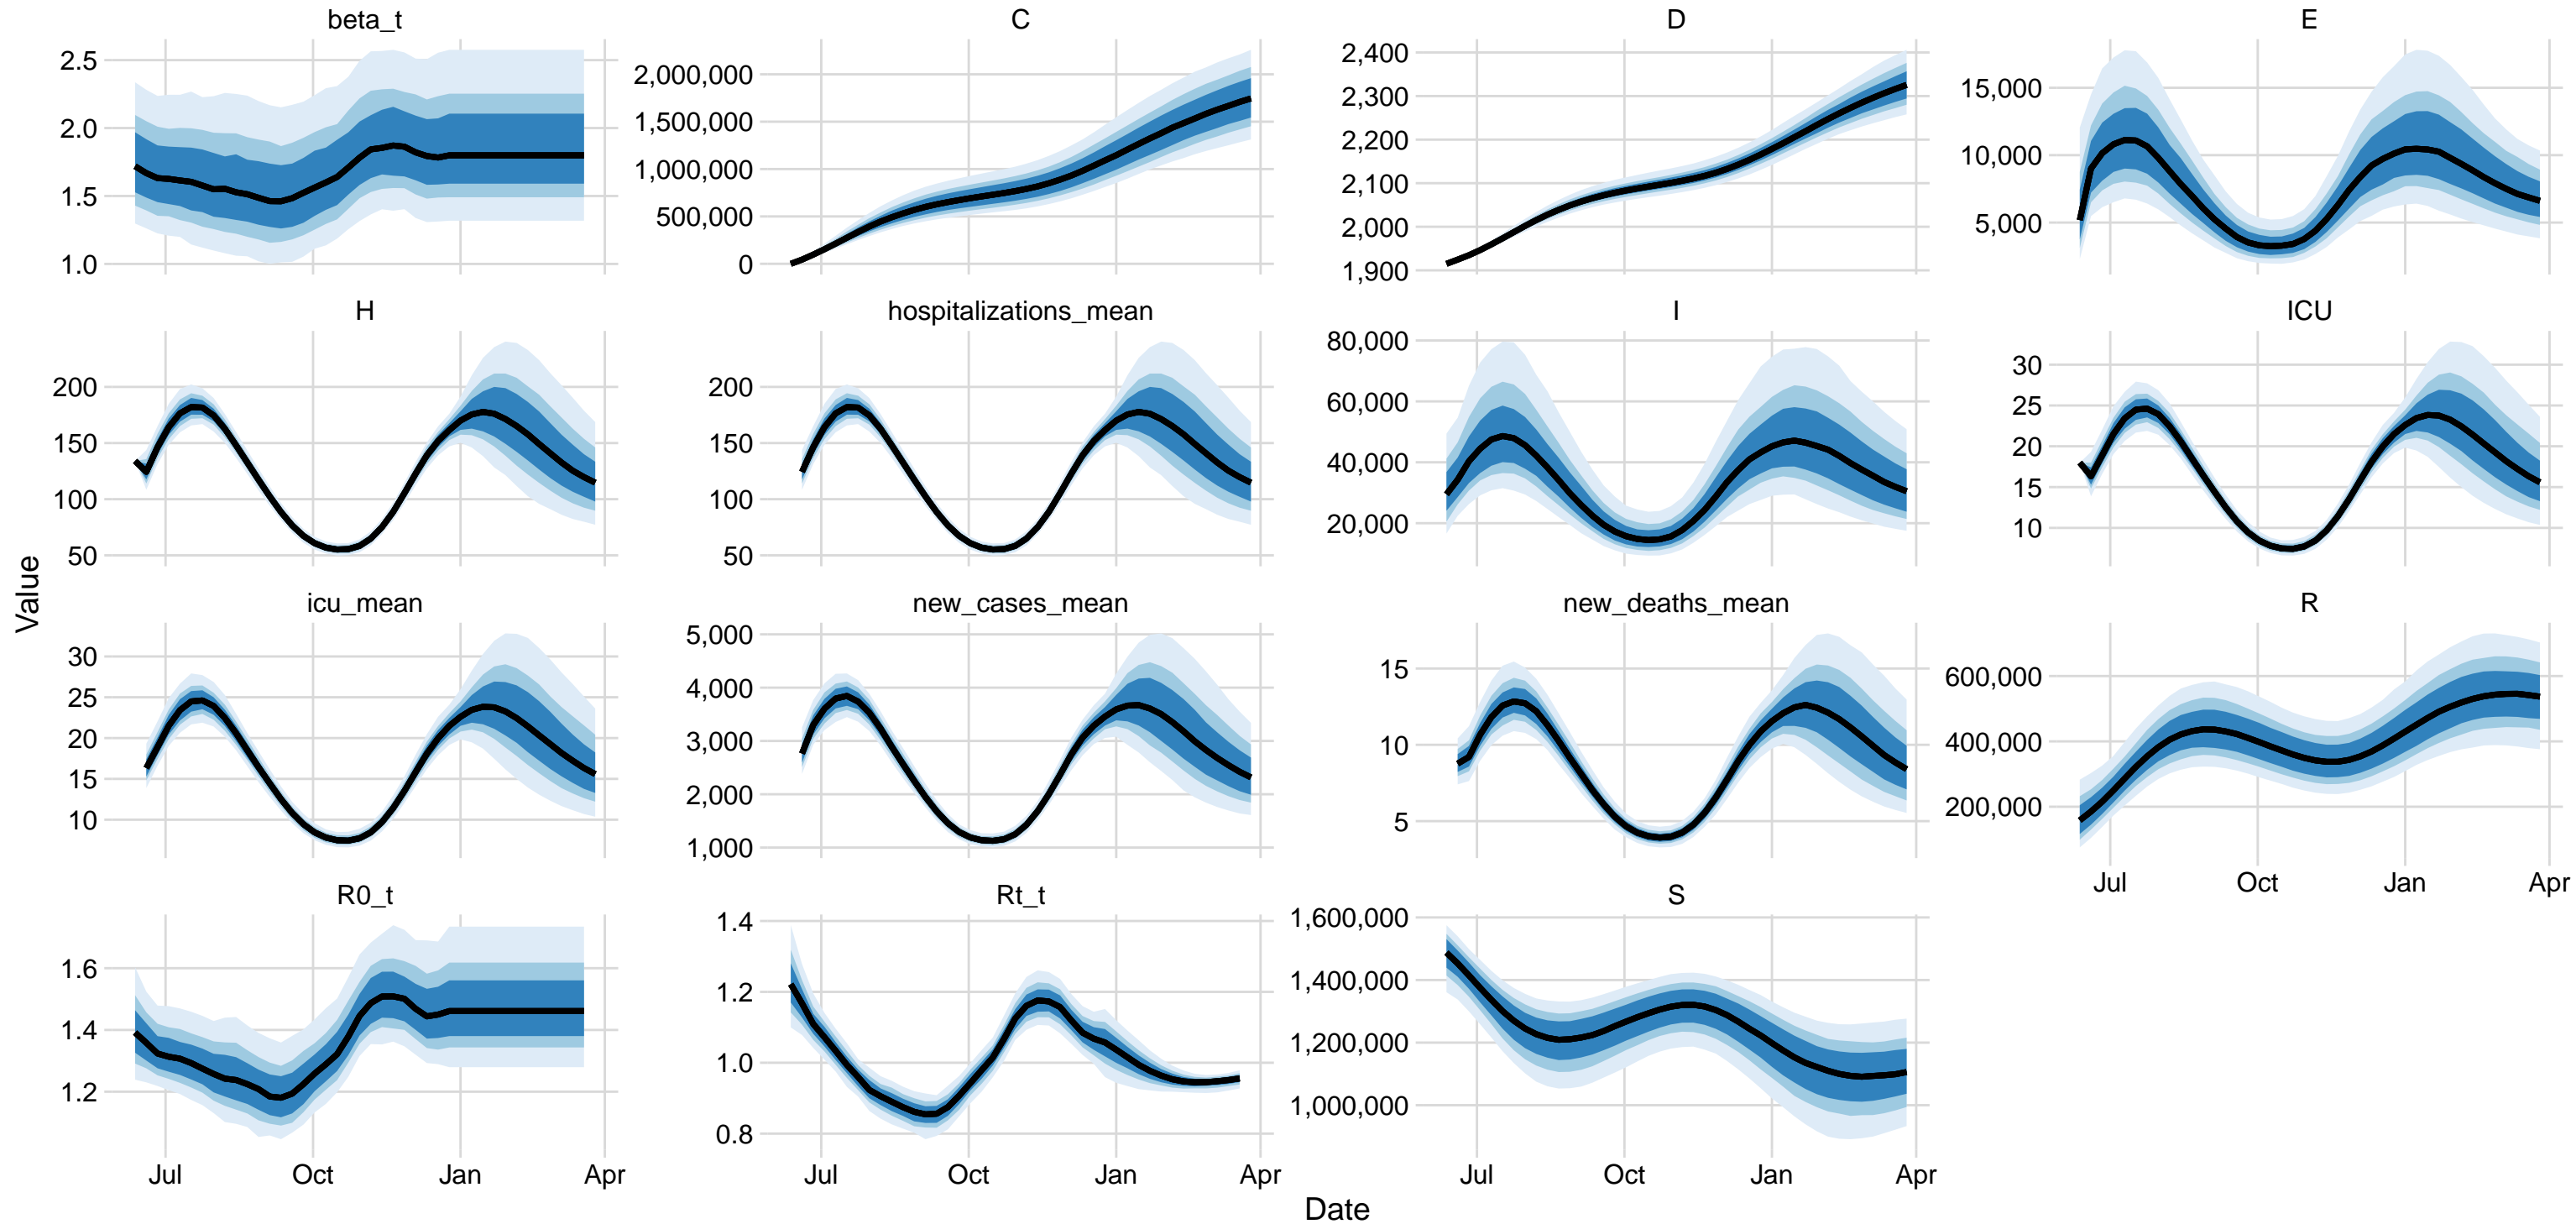 beta_t
C
D
E
2.5
2.0
1.5
1.0
2,000,000
1,500,000
1,000,000
500,000
0
2,400
2,300
2,200
2,100
2,000
1,900
15,000
10,000
5,000
H
hospitalizations_mean
I
ICU
200
150
100
50
200
150
100
50
80,000
60,000
40,000
20,000
30
25
20
15
10
icu_mean
new_cases_mean
new_deaths_mean
R
30
25
20
15
10
5,000
4,000
3,000
2,000
1,000
15
10
5
600,000
400,000
200,000
Jul Oct Jan Apr
R0_t
Rt_t
S
1.6
1.4
1.2
1.4
1.2
1.0
0.8
1,600,000
1,400,000
1,200,000
1,000,000
Jul Oct Jan Apr
Jul Oct Jan Apr
Jul Oct Jan Apr
Value
Date